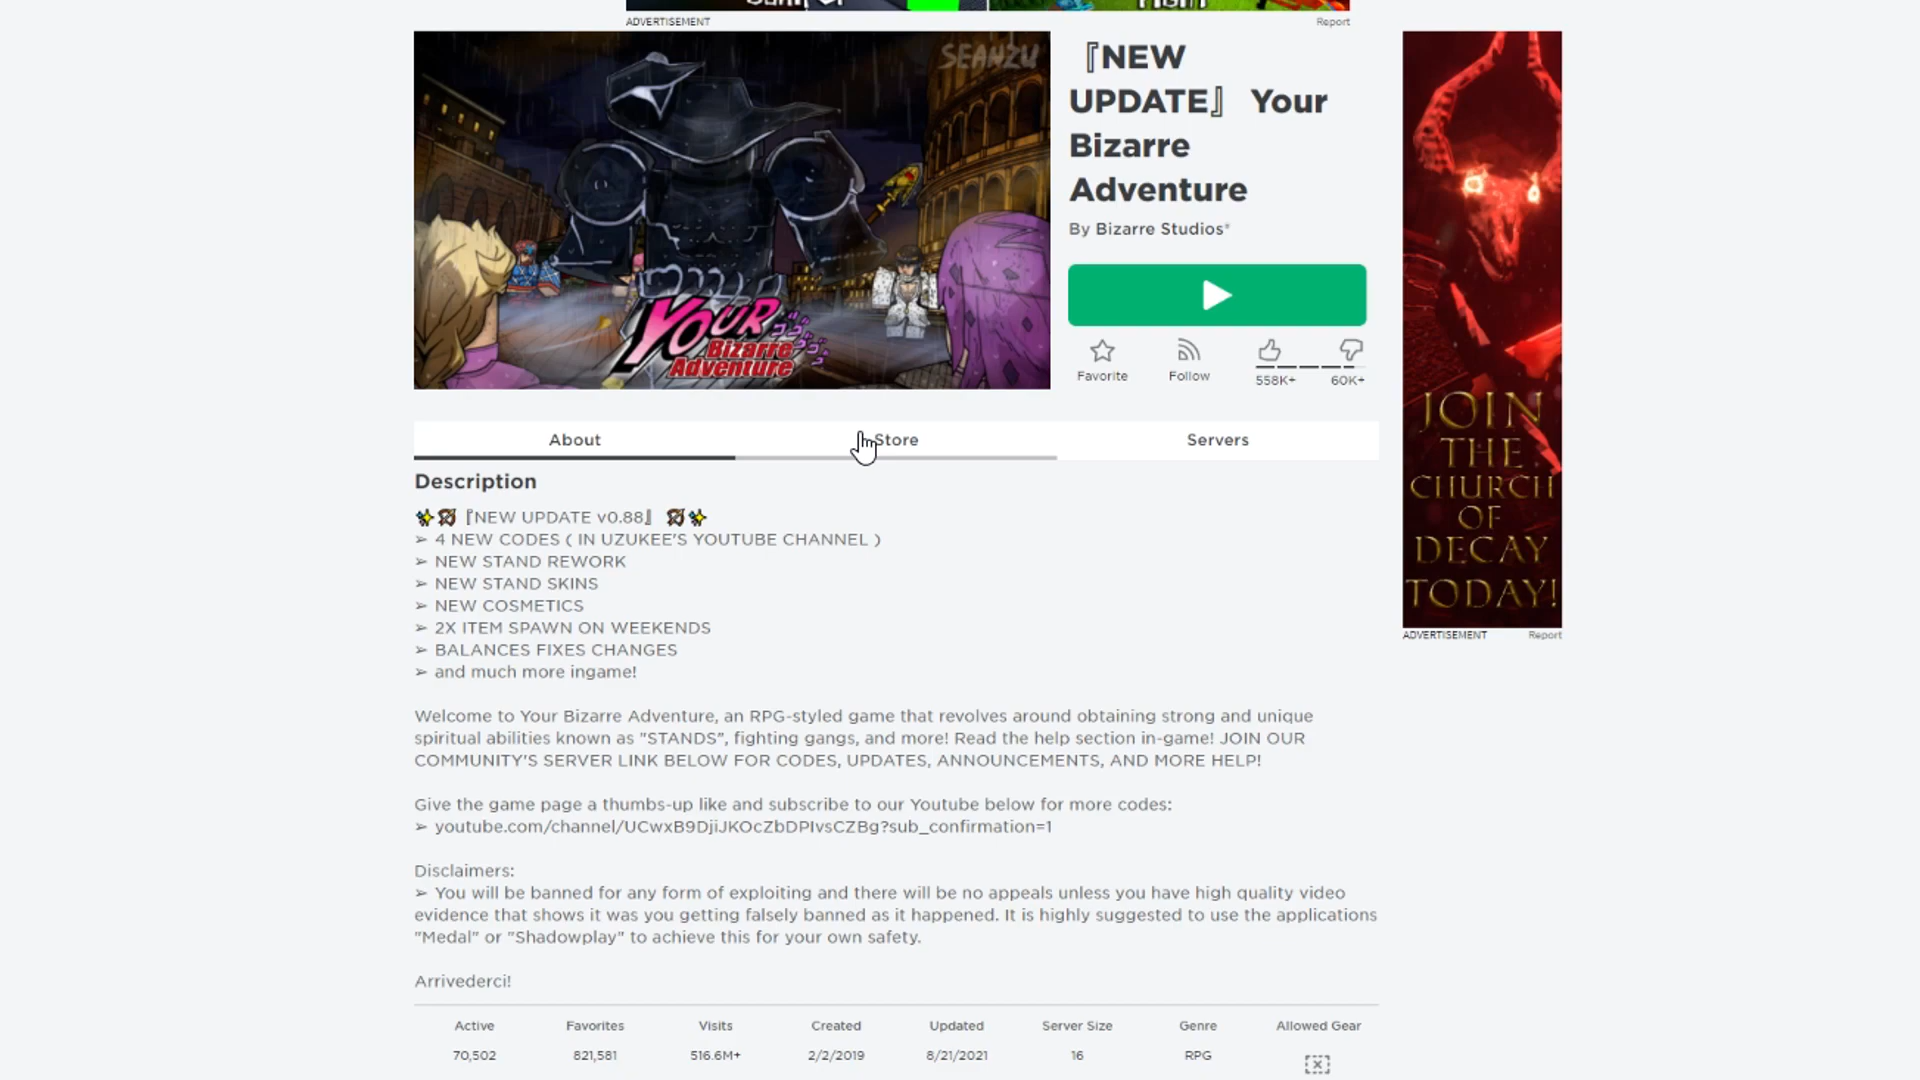 ADVERTISEMENT
Report
SEANZU
YOUR
Bizarre
Adventure
『NEW
UPDATE』 Your
Bizarre
Adventure
By Bizarre Studios*
Favorite
Follow
558K+
60K+
JOIN
THE
CHURCH
OF
DECAY
TODAY!
ADVERTISEMENT
Report
About
Store
Servers
Description
✨🏹『NEW UPDATE v0.88』 🏹✨
➢ 4 NEW CODES ( IN UZUKEE'S YOUTUBE CHANNEL )
➢ NEW STAND REWORK
➢ NEW STAND SKINS
➢ NEW COSMETICS
➢ 2X ITEM SPAWN ON WEEKENDS
➢ BALANCES FIXES CHANGES
➢ and much more ingame!
Welcome to Your Bizarre Adventure, an RPG-styled game that revolves around obtaining strong and unique
spiritual abilities known as "STANDS", fighting gangs, and more! Read the help section in-game! JOIN OUR
COMMUNITY'S SERVER LINK BELOW FOR CODES, UPDATES, ANNOUNCEMENTS, AND MORE HELP!
Give the game page a thumbs-up like and subscribe to our Youtube below for more codes:
➢ youtube.com/channel/UCwxB9DjiJKOcZbDPIvsCZBg?sub_confirmation=1
Disclaimers:
➢ You will be banned for any form of exploiting and there will be no appeals unless you have high quality video
evidence that shows it was you getting falsely banned as it happened. It is highly suggested to use the applications
"Medal" or "Shadowplay" to achieve this for your own safety.
Arrivederci!
Active
Favorites
Visits
Created
Updated
Server Size
Genre
Allowed Gear
70,502
821,581
516.6M+
2/2/2019
8/21/2021
16
RPG